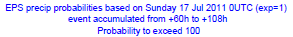 EPS precip probabilities based on Sunday 17 Jul 2011 0UTC (exp=1)
event accumulated from +60h to +108h
Probability to exceed 100